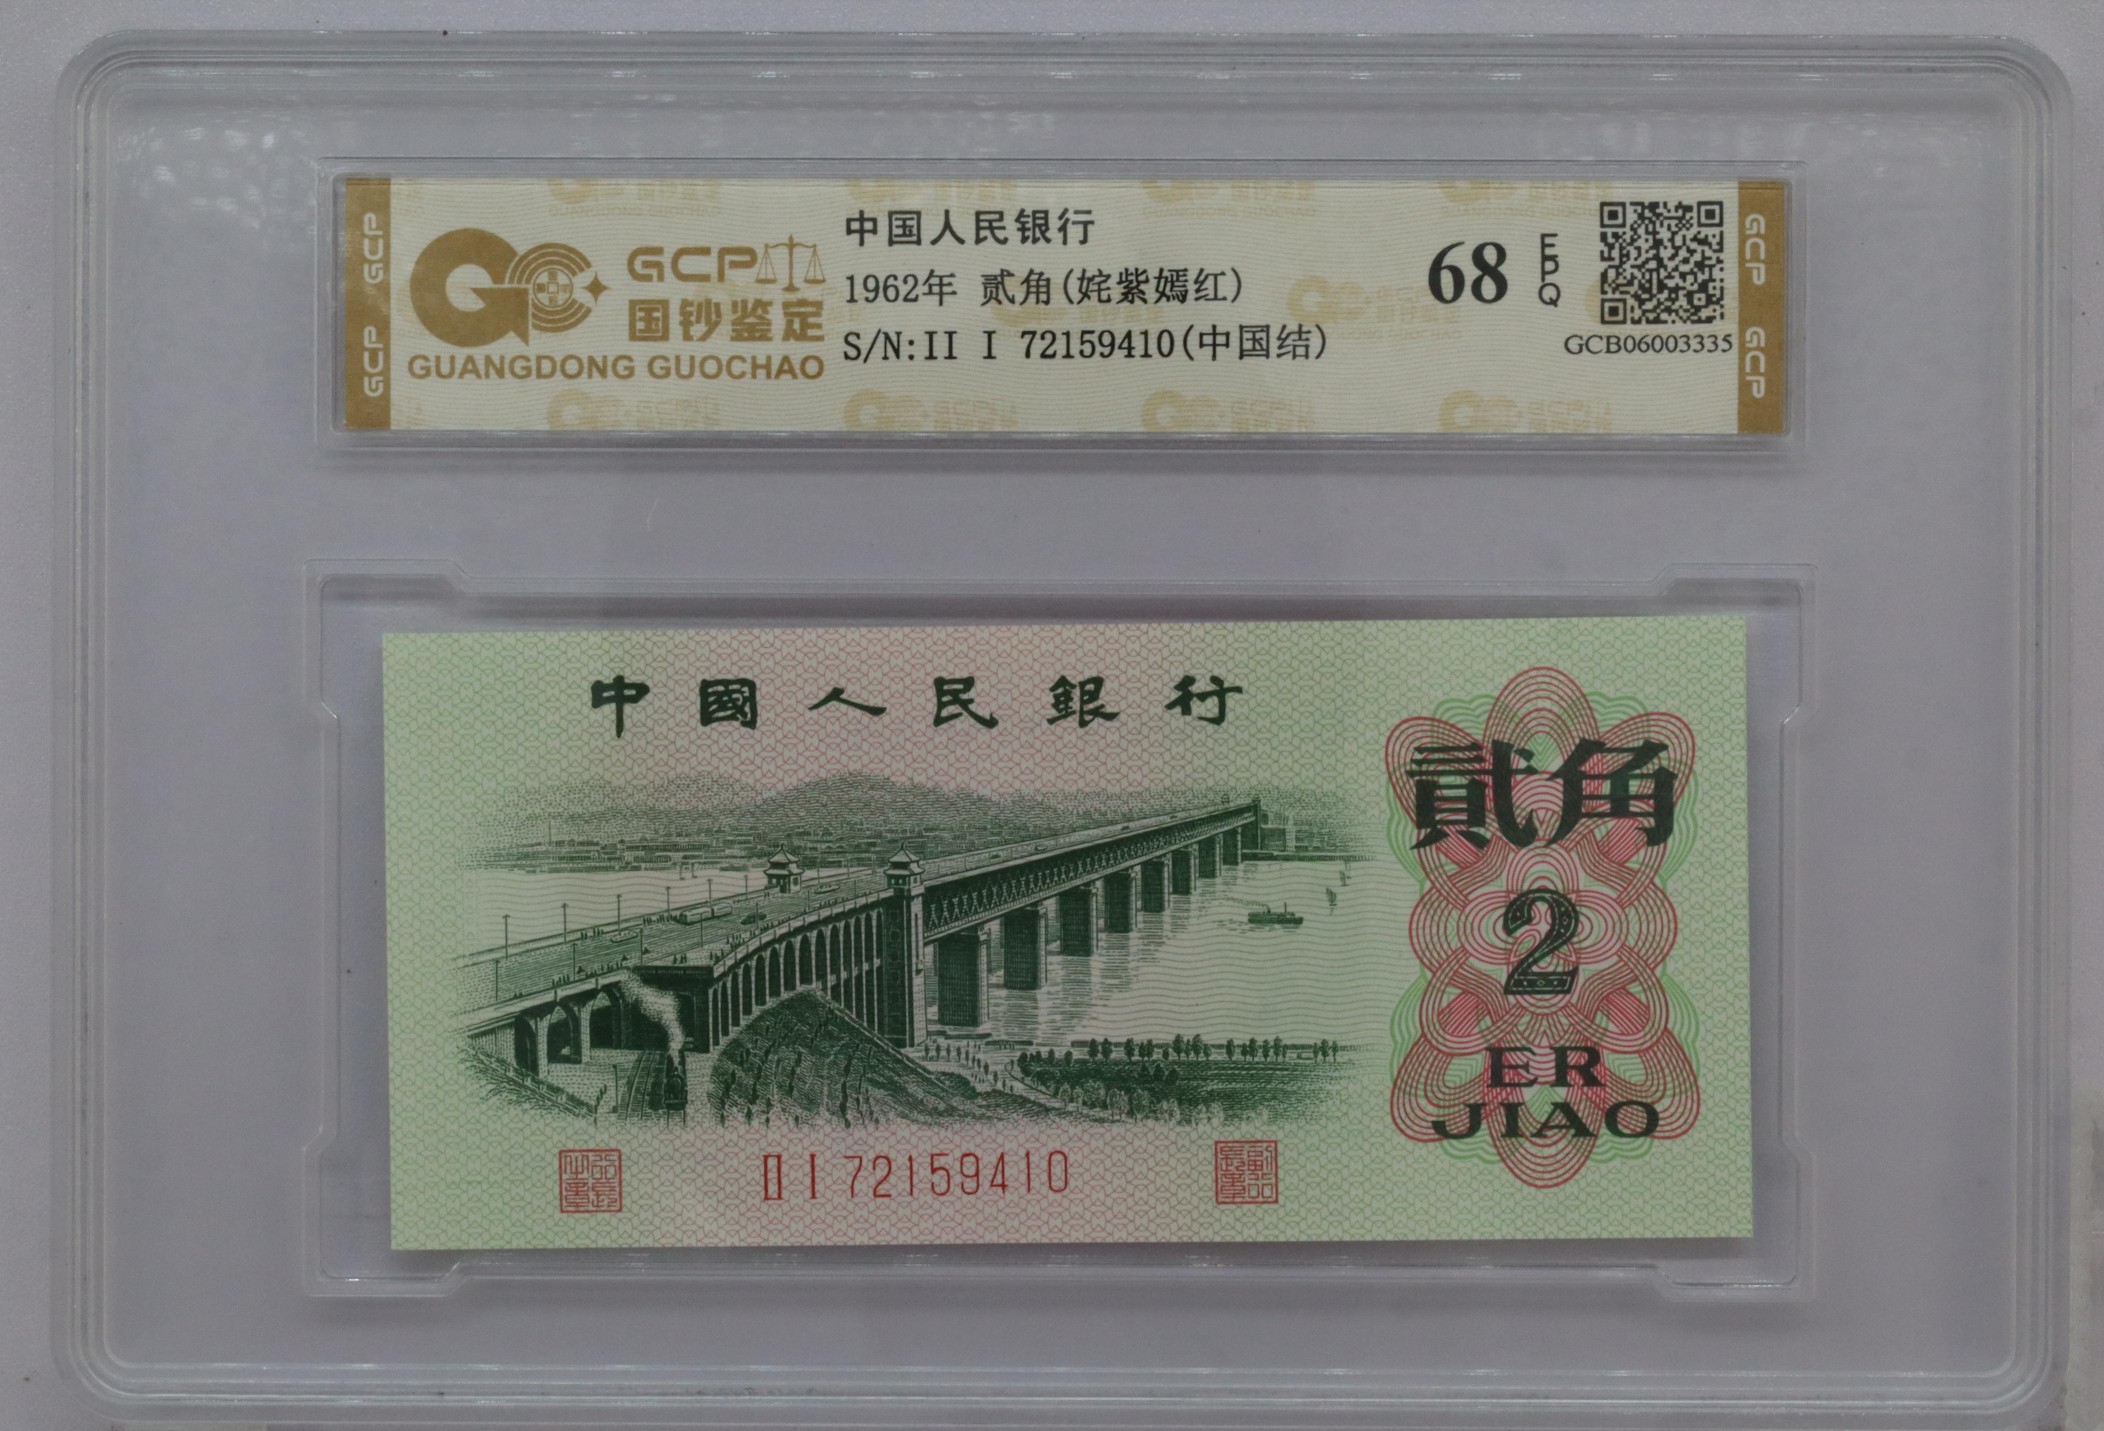 GCP GCP
GCP
国钞鉴定
GUANGDONG GUOCHAO
中国人民银行
1962年 贰角(姹紫嫣红)
S/N:II I 72159410(中国结)
68 EPQ
GCB06003335
GCP GCP
中國人民銀行
貳角
2
ER
JIAO
II I 72159410